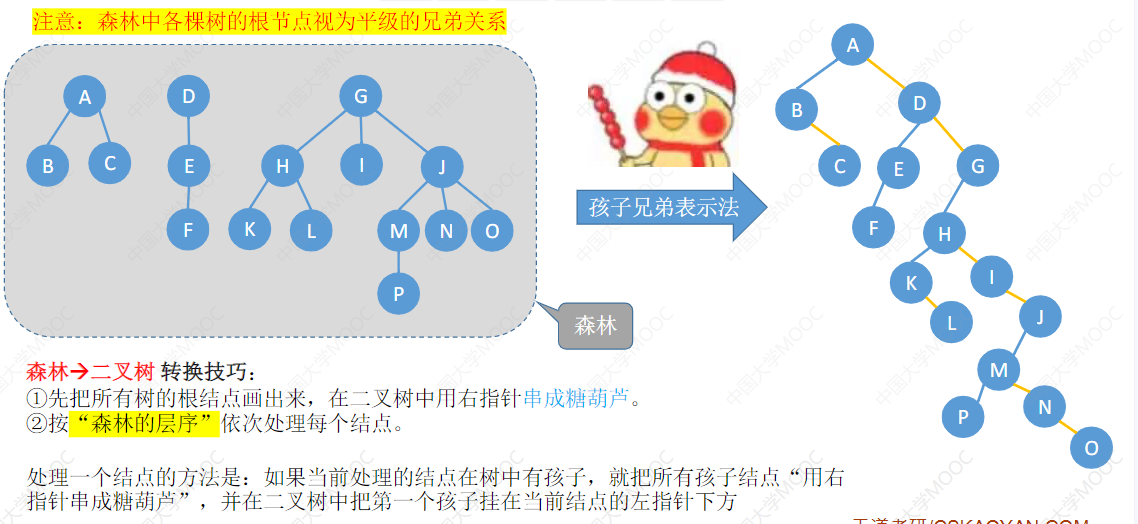 注意：森林中各棵树的根节点视为平级的兄弟关系
A
D
G
B
C
E
H
I
J
F
K
L
M
N
O
P
森林
孩子兄弟表示法
A
B
D
C
E
G
F
H
K
I
L
J
M
P
N
O
森林→二叉树 转换技巧：
①先把所有树的根结点画出来，在二叉树中用右指针串成糖葫芦。
②按“森林的层序”依次处理每个结点。
处理一个结点的方法是：如果当前处理的结点在树中有孩子，就把所有孩子结点“用右
指针串成糖葫芦”，并在二叉树中把第一个孩子挂在当前结点的左指针下方
中国大学MOOC